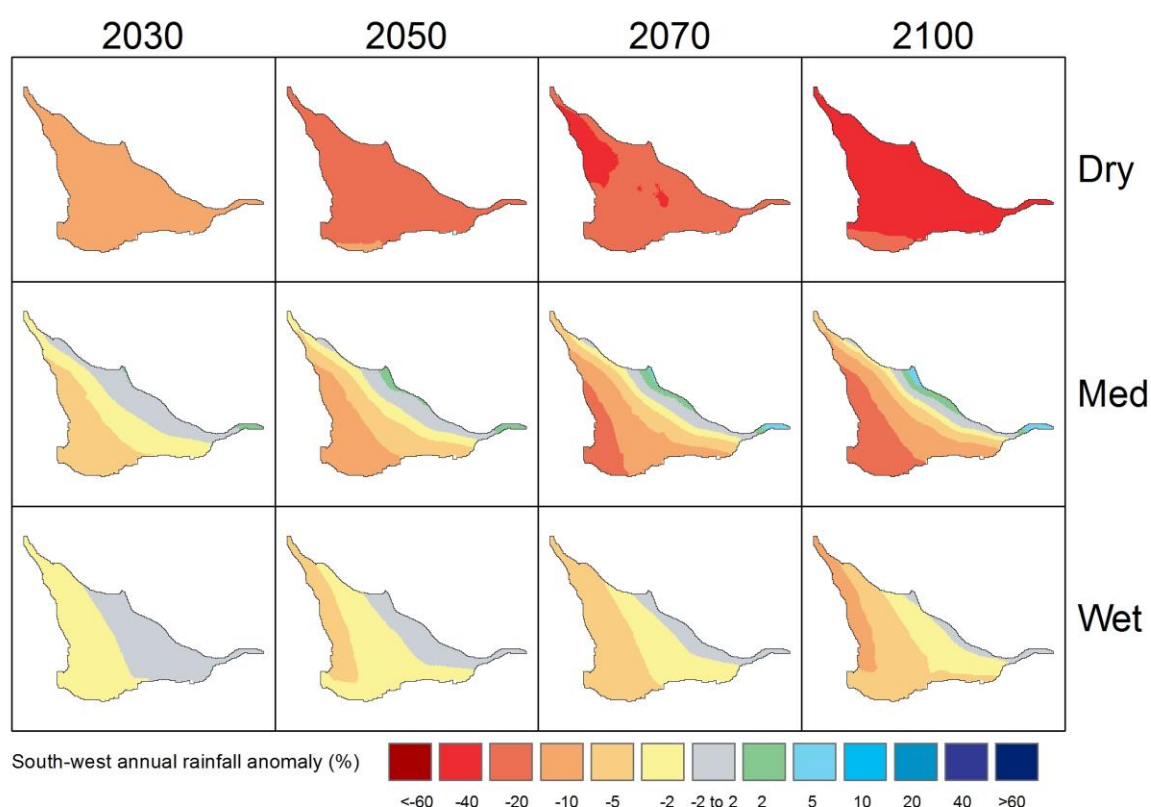 2030 2050 2070 2100
Dry
Med
Wet
South-west annual rainfall anomaly (%)
<-60 -40 -20 -10 -5 -2 -2 to 2 2 5 10 20 40 >60